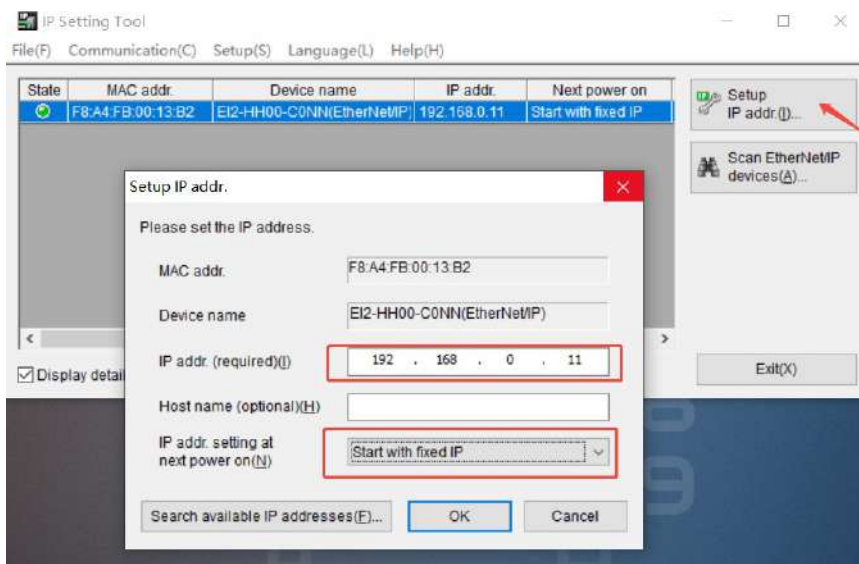 IP Setting Tool
File(F) Communication(C) Setup(S) Language(L) Help(H)
State MAC addr. Device name IP addr. Next power on
F8:A4:FB:00:13:B2 EI2-HH00-C0NN(EtherNet/IP) 192.168.0.11 Start with fixed IP
Setup
IP addr.(I)...
Scan EtherNet/IP
devices(A)...
Setup IP addr.
Please set the IP address.
MAC addr. F8:A4:FB:00:13:B2
Device name EI2-HH00-C0NN(EtherNet/IP)
IP addr. (required)(I) 192 . 168 . 0 . 11
Host name (optional)(H)
IP addr. setting at
next power on(N) Start with fixed IP
Search available IP addresses(F)... OK Cancel
Display detail
Exit(X)